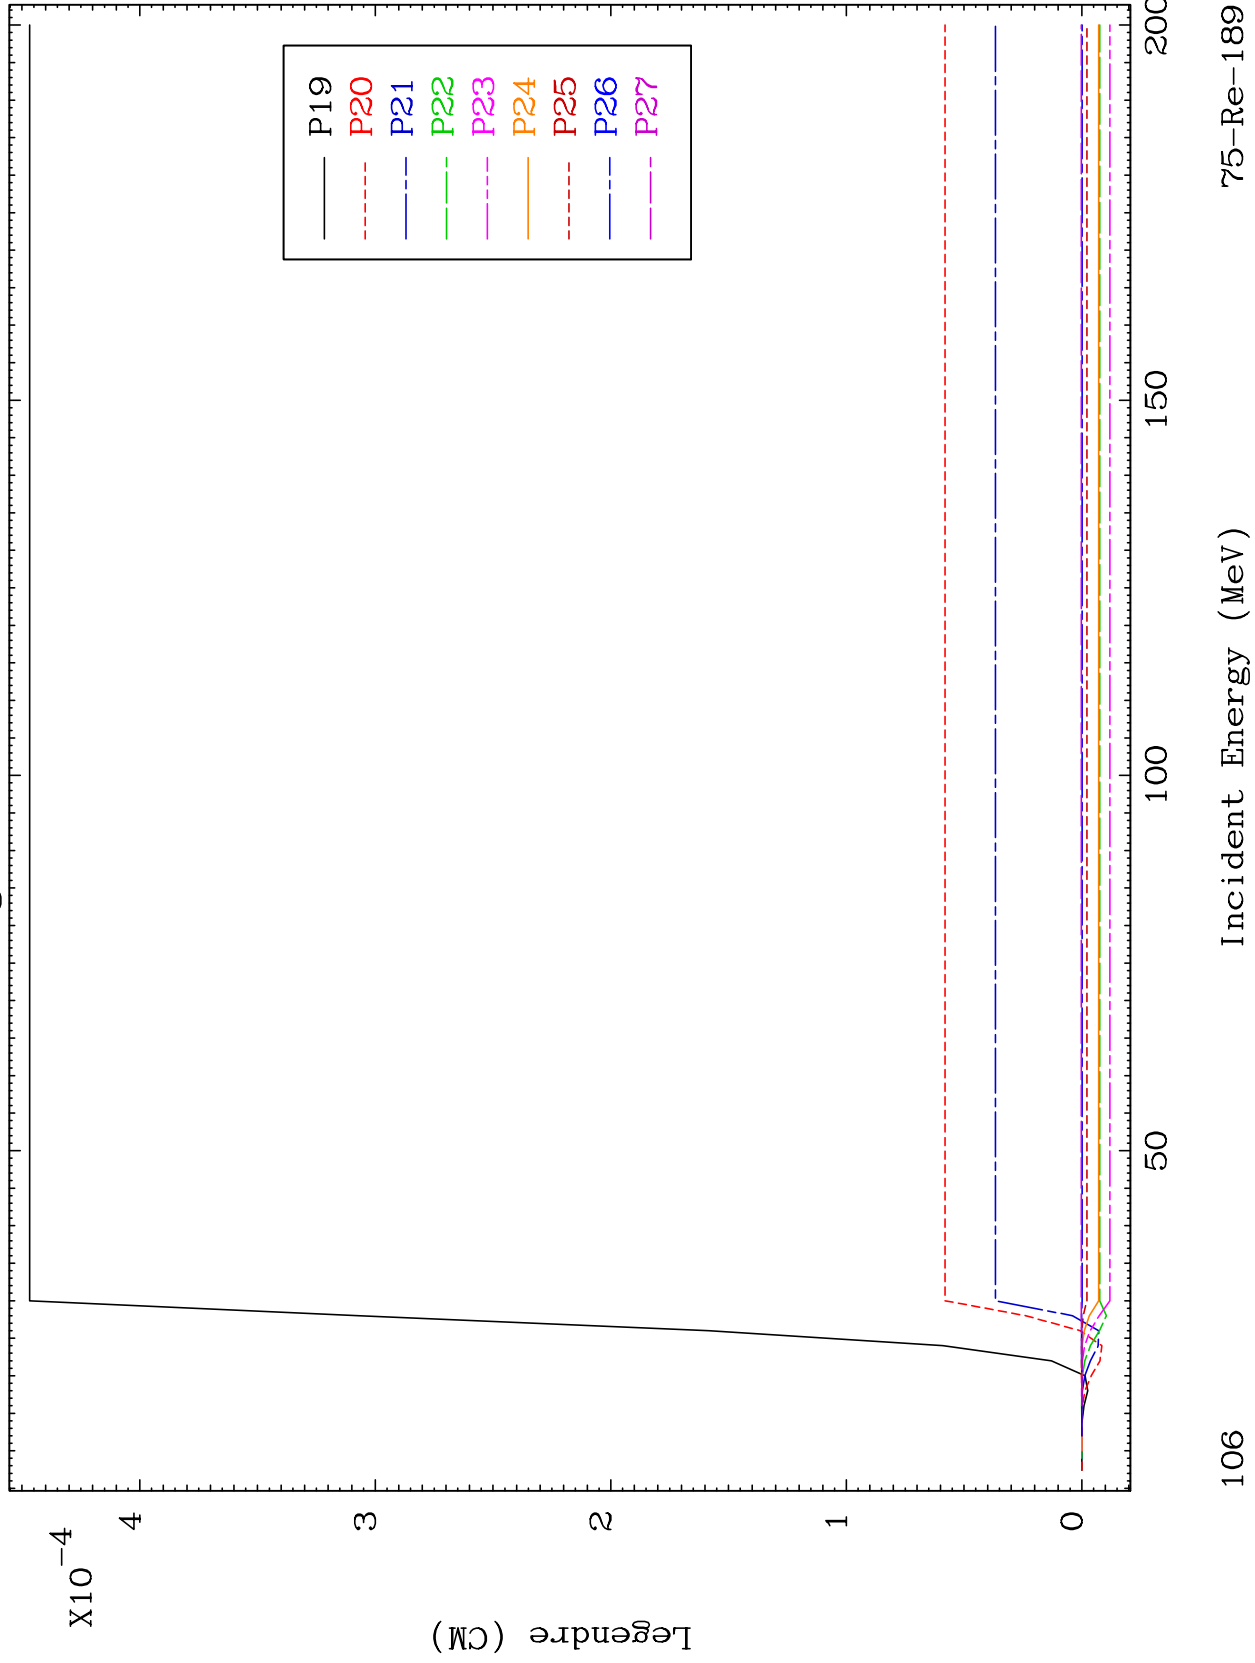 X10-4
4
3
2
1
0
Legendre (CM)
P19
P20
P21
P22
P23
P24
P25
P26
P27
50
100
150
200
Incident Energy (MeV)
106
75-Re-189